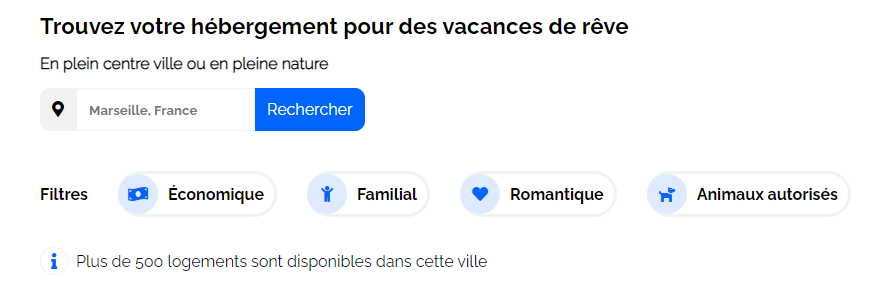 Trouvez votre hébergement pour des vacances de rêve
En plein centre ville ou en pleine nature
Marseille, France Rechercher
Filtres Économique Familial Romantique Animaux autorisés
Plus de 500 logements sont disponibles dans cette ville